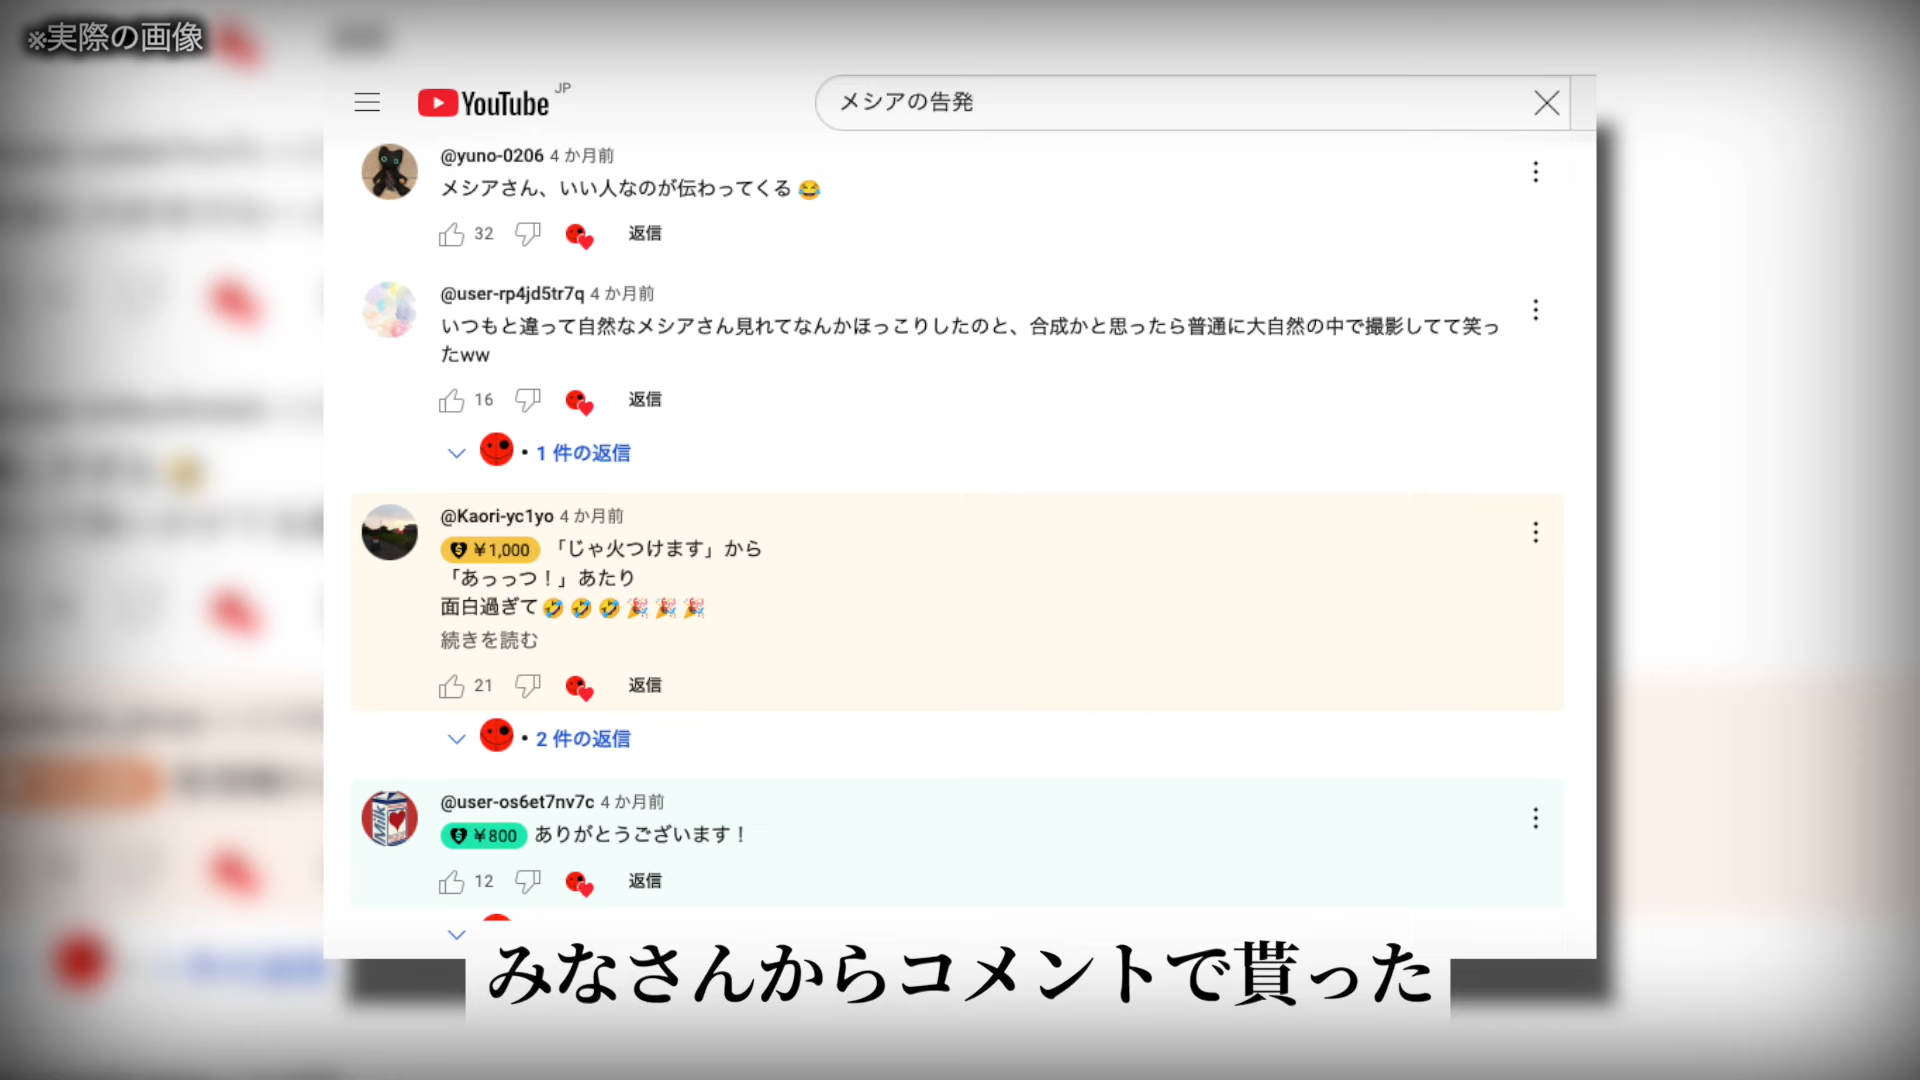 ※実際の画像
YouTube JP
メシアの告発
@yuno-0206 4 か月前
メシアさん、いい人なのが伝わってくる😂
32 返信
@user-rp4jd5tr7q 4 か月前
いつもと違って自然なメシアさん見れてなんかほっこりしたのと、合成かと思ったら普通に大自然の中で撮影してて笑っ
たww
16 返信
1 件の返信
@Kaori-yc1yo 4 か月前
¥1,000 「じゃ火つけます」から
「あっっつ！」あたり
面白過ぎて🤣🤣🤣🎉🎉🎉
続きを読む
21 返信
2 件の返信
@user-os6et7nv7c 4 か月前
¥800 ありがとうございます！
12 返信
みなさんからコメントで貰った